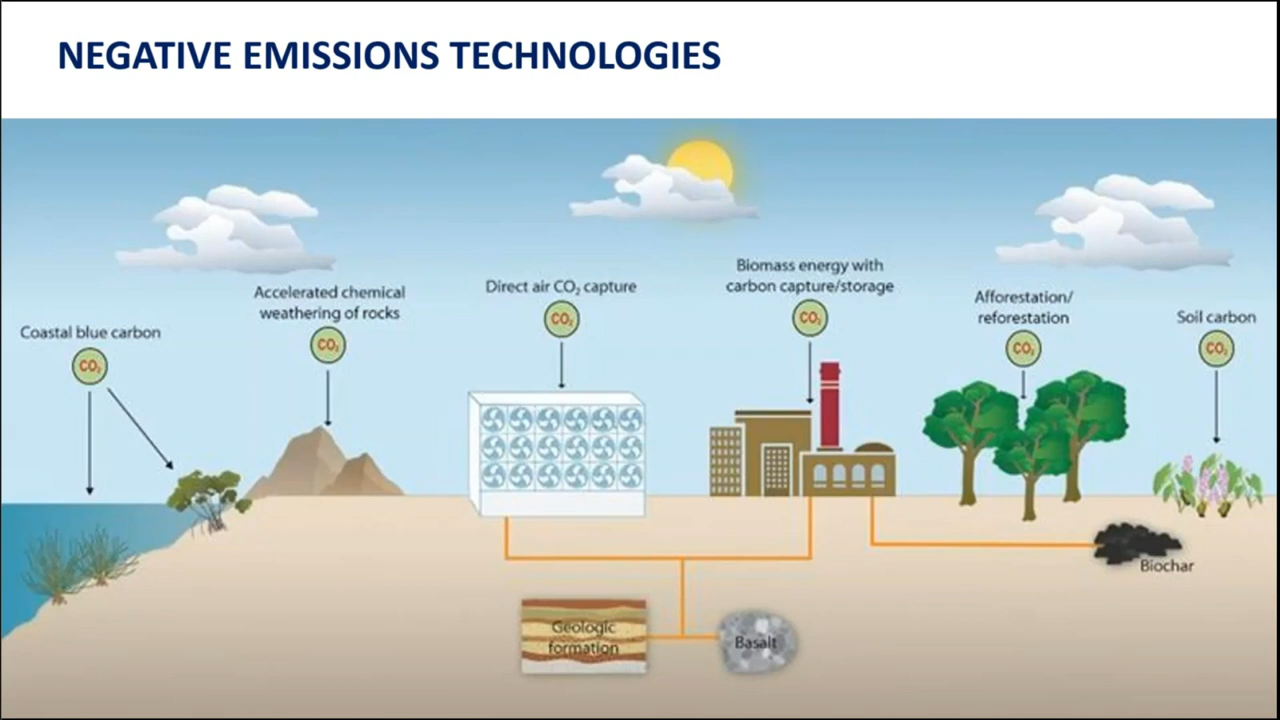 NEGATIVE EMISSIONS TECHNOLOGIES
Coastal blue carbon
CO₂
Accelerated chemical
weathering of rocks
CO₂
Direct air CO₂ capture
CO₂
Biomass energy with
carbon capture/storage
CO₂
Afforestation/
reforestation
CO₂
Soil carbon
CO₂
Biochar
Geologic
formation
Basalt